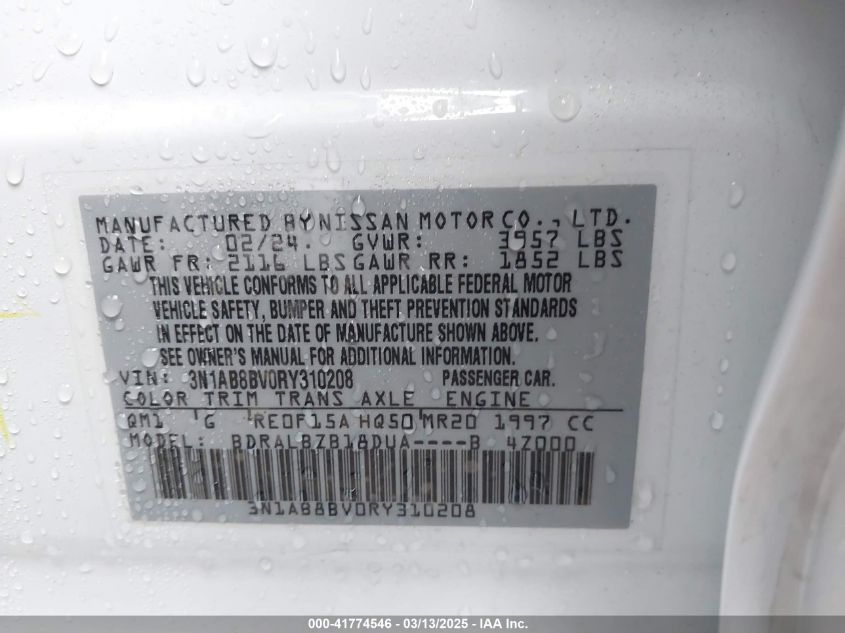 MANUFACTURED BY NISSAN MOTOR CO., LTD.
DATE: 02/24. GVWR: 3957 LBS
GAWR FR: 2116 LBS GAWR RR: 1852 LBS
THIS VEHICLE CONFORMS TO ALL APPLICABLE FEDERAL MOTOR
VEHICLE SAFETY, BUMPER AND THEFT PREVENTION STANDARDS
IN EFFECT ON THE DATE OF MANUFACTURE SHOWN ABOVE.
SEE OWNER'S MANUAL FOR ADDITIONAL INFORMATION.
VIN: 3N1AB8BV0RY310208 PASSENGER CAR.
COLOR TRIM TRANS AXLE ENGINE
QM1 G RE0F15A HQ50 MR20 1997 CC
MODEL: BDRALBZB18DUA----B 4Z000
3N1AB8BV0RY310208
000-41774546 - 03/13/2025 - IAA Inc.